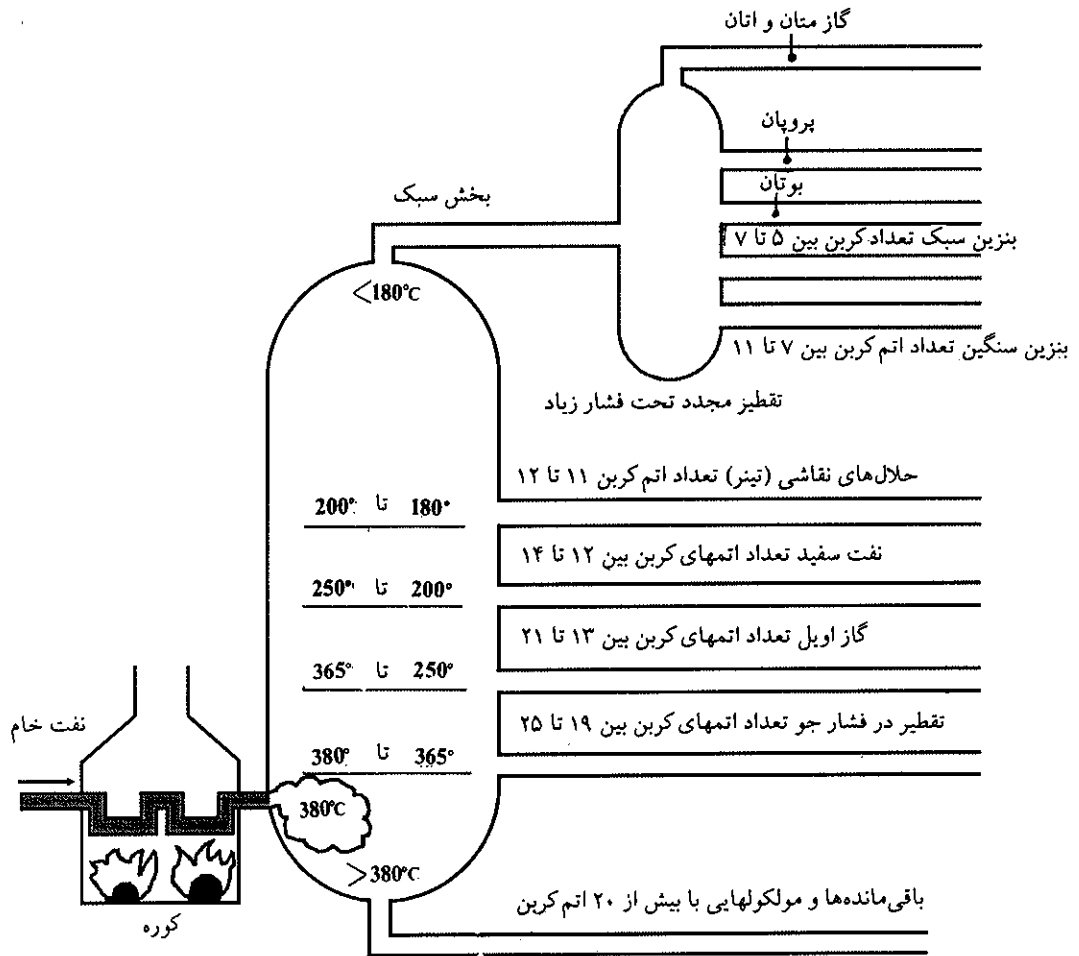 گاز متان و اتان
پروپان
بوتان
بخش سبک
بنزین سبک تعداد کربن بین ۵ تا ۷
<180°C
بنزین سنگین تعداد اتم کربن بین ۷ تا ۱۱
تقطیز مجدد تحت فشار زیاد
حلال‌های نقاشی (تینر) تعداد اتم کربن ۱۱ تا ۱۲
180° تا 200°
نفت سفید تعداد اتمهای کربن بین ۱۲ تا ۱۴
200° تا 250°
گاز اویل تعداد اتمهای کربن بین ۱۳ تا ۲۱
250° تا 365°
تقطیر در فشار جو تعداد اتمهای کربن بین ۱۹ تا ۲۵
نفت خام
365° تا 380°
380°C
>380°C
باقی‌مانده‌ها و مولکولهایی با بیش از ۲۰ اتم کربن
کوره